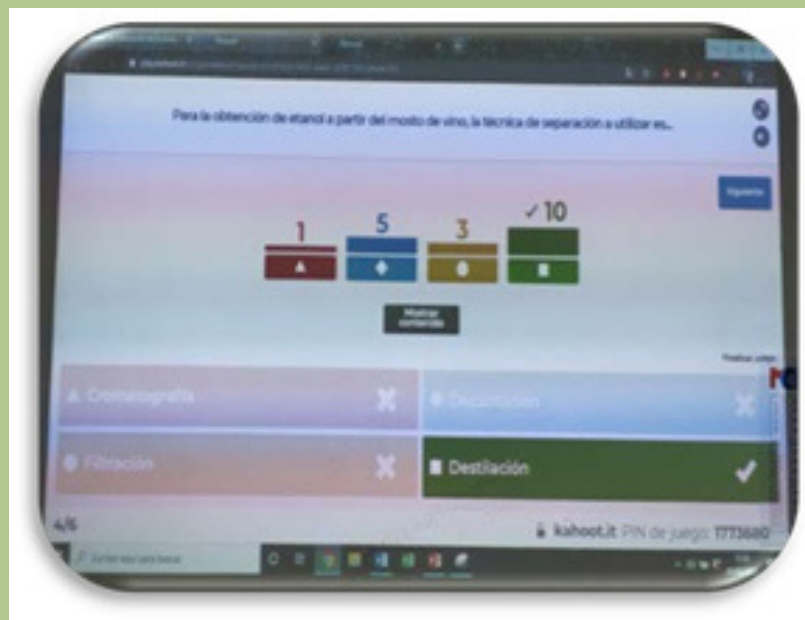 Para la obtención de etanol a partir del mosto de vino, la técnica de separación a utilizar es...
Siguiente
1
5
3
✓ 10
Mostrar contenido
Cromatografía
Decantación
Filtración
Destilación
4/6
kahoot.it PIN de juego: 1773680